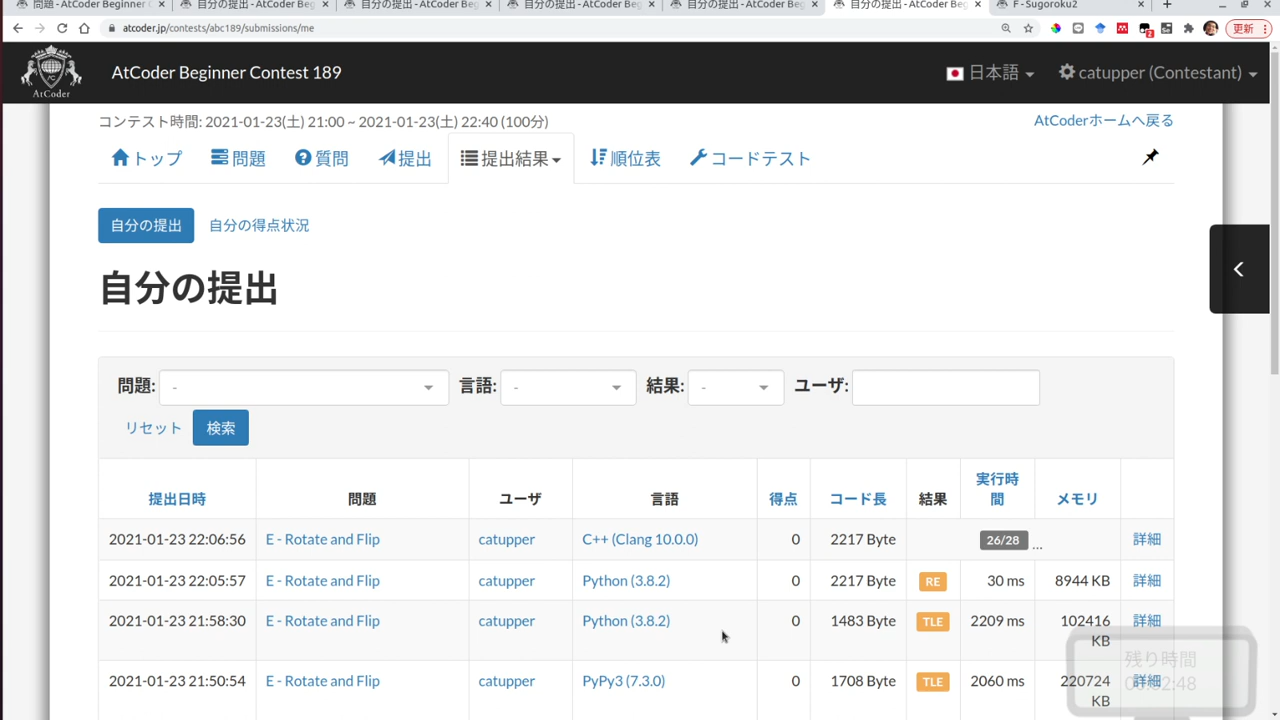 問題 - AtCoder Beginner C
自分の提出 - AtCoder Beg
自分の提出 - AtCoder Beg
自分の提出 - AtCoder Beg
自分の提出 - AtCoder Beg
自分の提出 - AtCoder Beg
F - Sugoroku2
atcoder.jp/contests/abc189/submissions/me
更新
AtCoder
AtCoder Beginner Contest 189
日本語
catupper (Contestant)
コンテスト時間: 2021-01-23(土) 21:00 ~ 2021-01-23(土) 22:40 (100分)
AtCoderホームへ戻る
トップ 問題 質問 提出 提出結果 順位表 コードテスト
自分の提出 自分の得点状況
自分の提出
問題: - 言語: - 結果: - ユーザ:
リセット 検索
提出日時 問題 ユーザ 言語 得点 コード長 結果 実行時間 メモリ
2021-01-23 22:06:56 E - Rotate and Flip catupper C++ (Clang 10.0.0) 0 2217 Byte 26/28 ... 詳細
2021-01-23 22:05:57 E - Rotate and Flip catupper Python (3.8.2) 0 2217 Byte RE 30 ms 8944 KB 詳細
2021-01-23 21:58:30 E - Rotate and Flip catupper Python (3.8.2) 0 1483 Byte TLE 2209 ms 102416 KB 詳細
2021-01-23 21:50:54 E - Rotate and Flip catupper PyPy3 (7.3.0) 0 1708 Byte TLE 2060 ms 220724 KB 詳細
残り時間